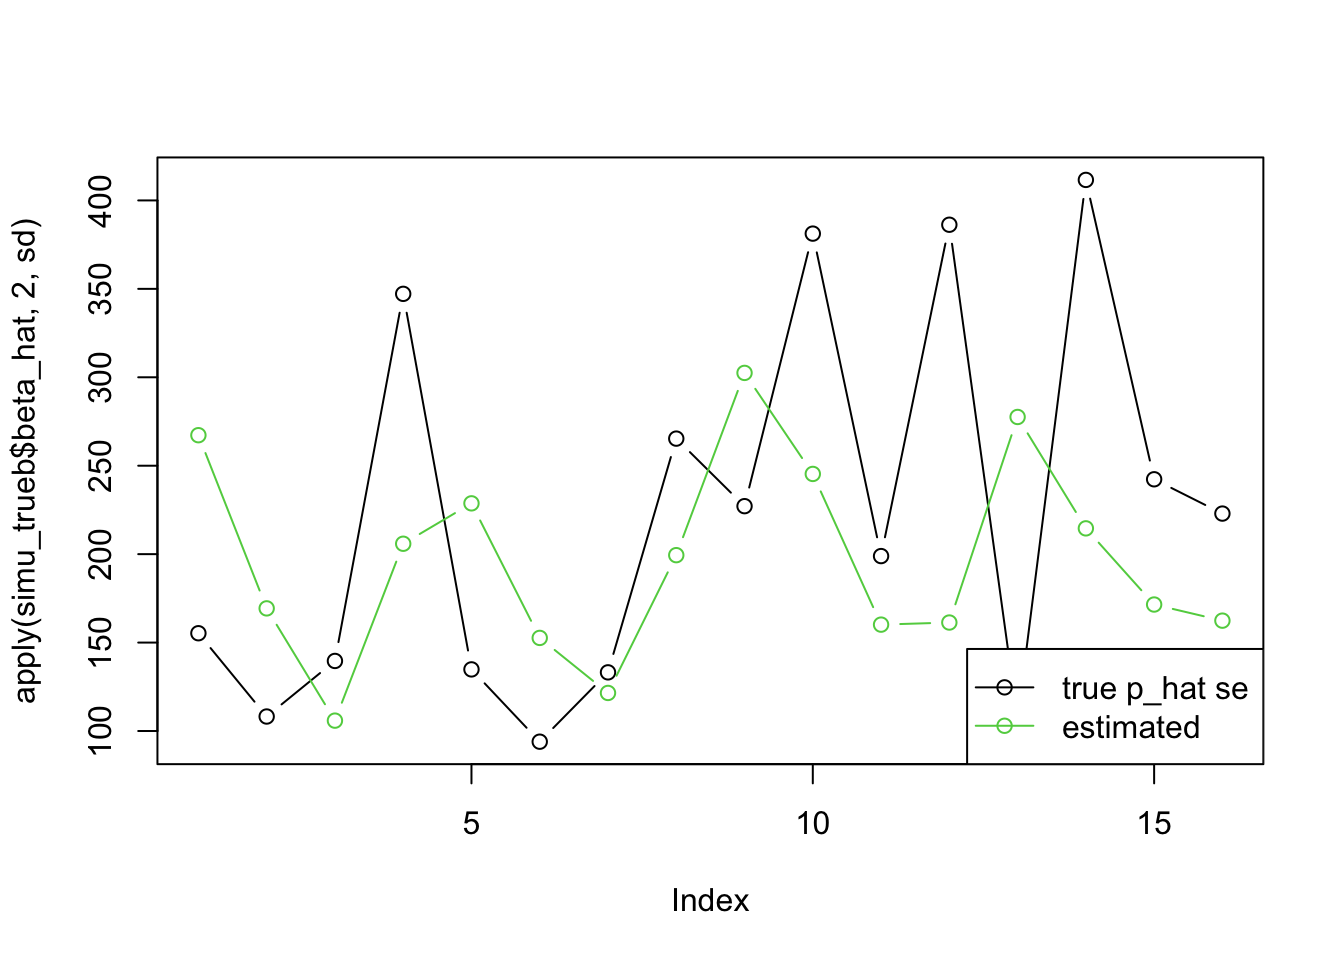 apply(simu_trueb$beta_hat, 2, sd)
400
350
300
250
200
150
100
true p_hat se
estimated
5 10 15
Index